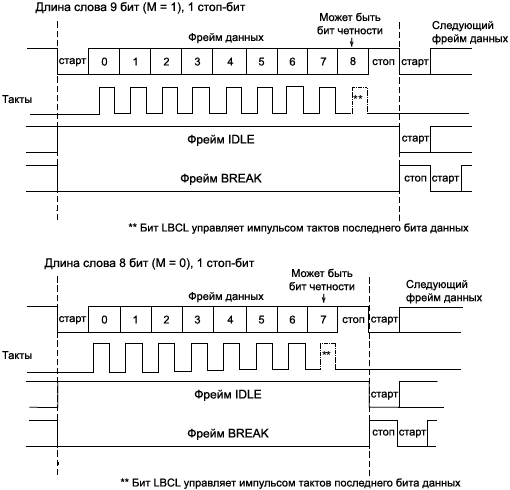 Длина слова 9 бит (M = 1), 1 стоп-бит
Может быть
бит четности
Следующий
фрейм данных
Фрейм данных
старт 0 1 2 3 4 5 6 7 8 стоп старт
Такты
**
Фрейм IDLE
старт
Фрейм BREAK
стоп старт
** Бит LBCL управляет импульсом тактов последнего бита данных
Длина слова 8 бит (M = 0), 1 стоп-бит
Может быть
бит четности
Следующий
фрейм данных
Фрейм данных
старт 0 1 2 3 4 5 6 7 стоп старт
Такты
**
Фрейм IDLE
старт
Фрейм BREAK
стоп старт
** Бит LBCL управляет импульсом тактов последнего бита данных